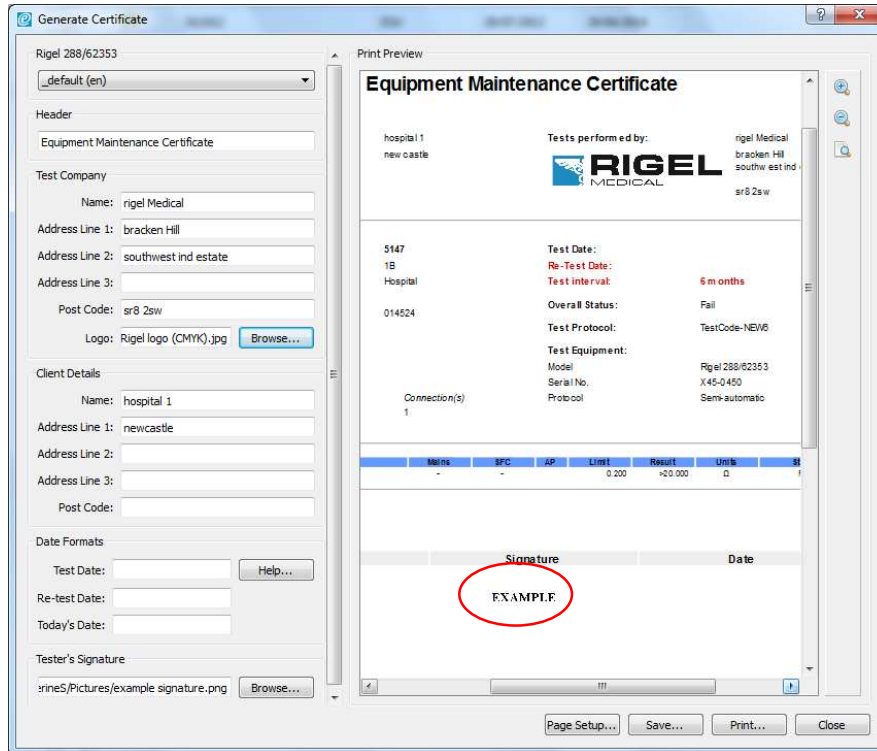 Generate Certificate
Rigel 288/62353
_default (en)
Header
Equipment Maintenance Certificate
Test Company
Name: rigel Medical
Address Line 1: bracken Hill
Address Line 2: southwest ind estate
Address Line 3:
Post Code: sr8 2sw
Logo: Rigel logo (CMYK).jpg Browse...
Client Details
Name: hospital 1
Address Line 1: newcastle
Address Line 2:
Address Line 3:
Post Code:
Date Formats
Test Date: Help...
Re-test Date:
Today's Date:
Tester's Signature
erineS/Pictures/example signature.png Browse...
Print Preview
Equipment Maintenance Certificate
hospital 1 Tests performed by: rigel Medical
new castle bracken Hill
RIGEL southw est ind
MEDICAL
sr8 2sw
5147 Test Date:
1B Re-Test Date:
Hospital Test interval: 6 months
014524 Overall Status: Fail
Test Protocol: TestCode-NEW6
Test Equipment:
Model Rigel 288/62353
Serial No. X45-0450
Connection(s) Protocol Semi-automatic
1
Mains SFC AP Limit Result Units St
- - 0.200 >20.000 Ω
Signature Date
EXAMPLE
Page Setup... Save... Print... Close